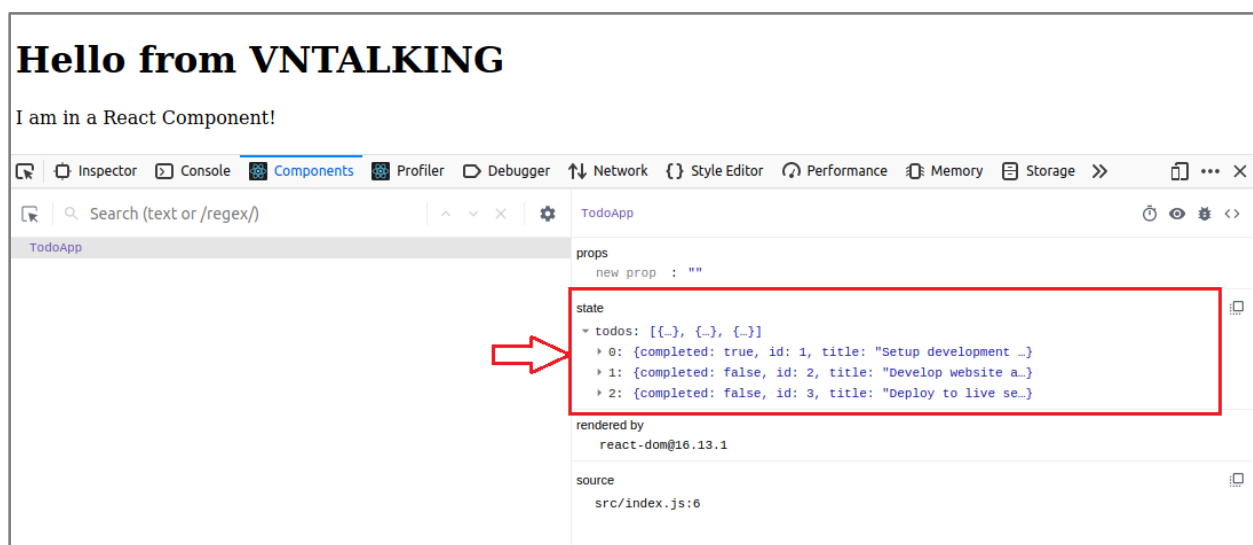 Hello from VNTALKING
I am in a React Component!
Inspector Console Components Profiler Debugger Network {} Style Editor Performance Memory Storage
Search (text or /regex/)
TodoApp
TodoApp
props
new prop : ""
state
todos: [{…}, {…}, {…}]
0: {completed: true, id: 1, title: "Setup development …}
1: {completed: false, id: 2, title: "Develop website a…}
2: {completed: false, id: 3, title: "Deploy to live se…}
rendered by
react-dom@16.13.1
source
src/index.js:6